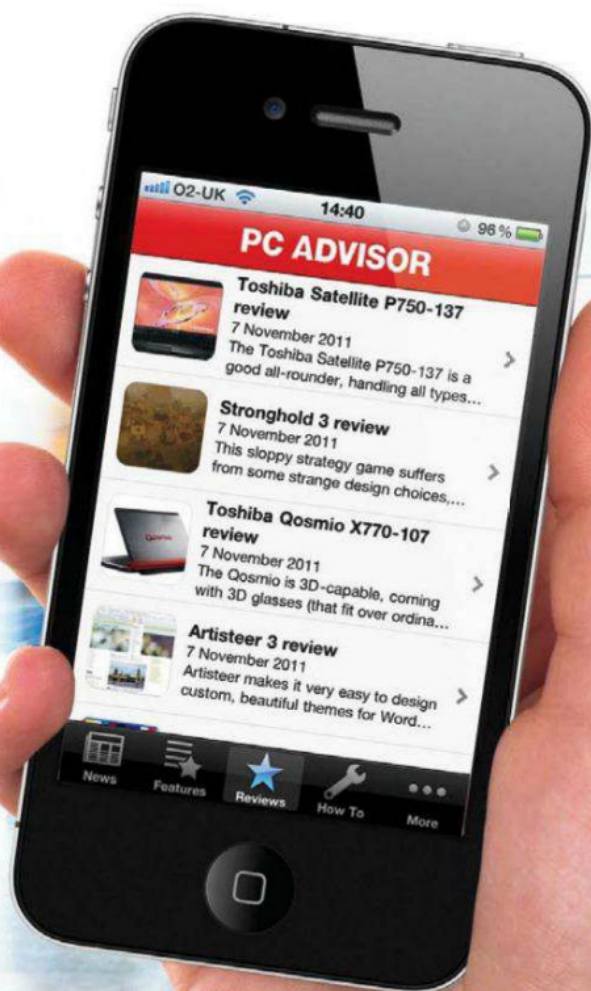 O2-UK 14:40 96%
PC ADVISOR
Toshiba Satellite P750-137
review
7 November 2011
The Toshiba Satellite P750-137 is a
good all-rounder, handling all types...
Stronghold 3 review
7 November 2011
This sloppy strategy game suffers
from some strange design choices,...
Toshiba Qosmio X770-107
review
7 November 2011
The Qosmio is 3D-capable, coming
with 3D glasses (that fit over ordina...
Artisteer 3 review
7 November 2011
Artisteer makes it very easy to design
custom, beautiful themes for Word...
News Features Reviews How To More